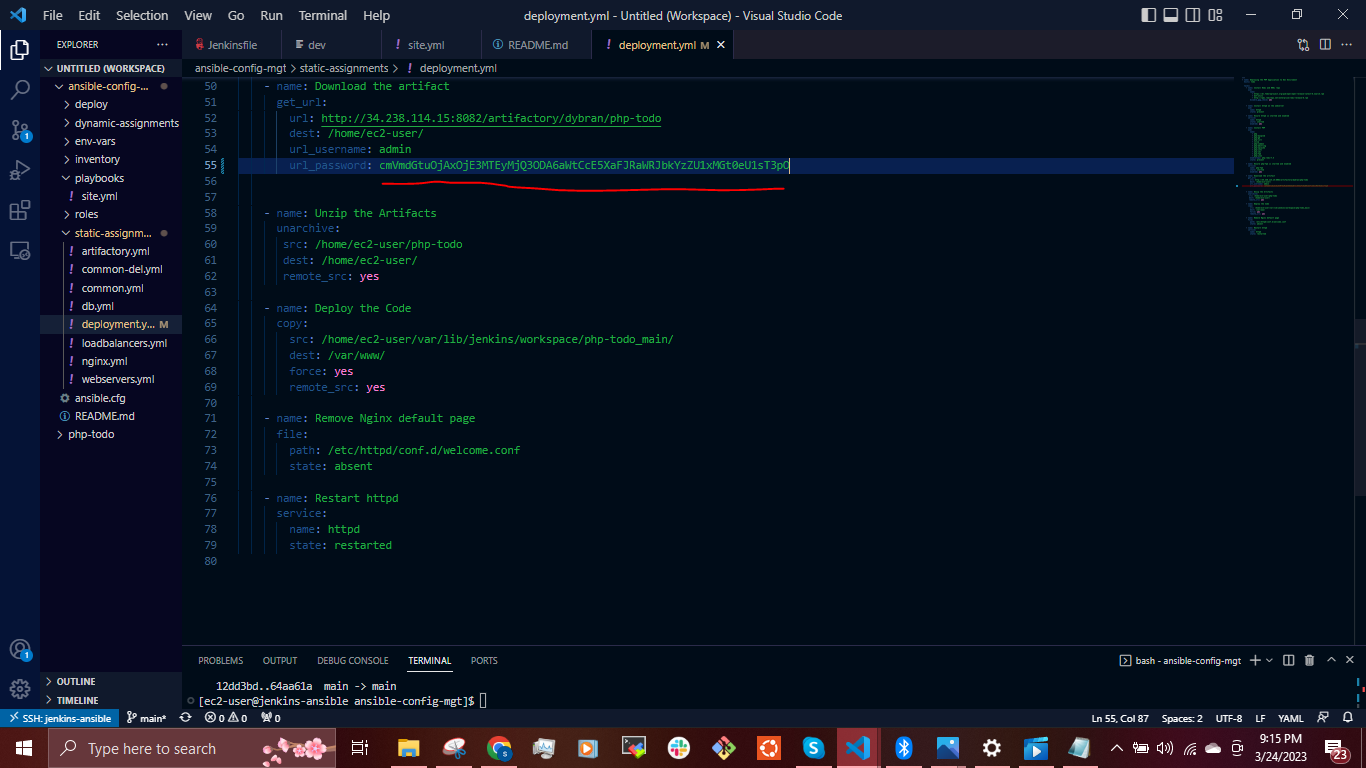 File Edit Selection View Go Run Terminal Help
deployment.yml - Untitled (Workspace) - Visual Studio Code
EXPLORER
Jenkinsfile
dev
! site.yml
README.md
! deployment.yml M
UNTITLED (WORKSPACE)
ansible-config-...
deploy
dynamic-assignments
env-vars
inventory
playbooks
! site.yml
roles
static-assignm...
! artifactory.yml
! common-del.yml
! common.yml
! db.yml
! deployment.y... M
! loadbalancers.yml
! nginx.yml
! webservers.yml
ansible.cfg
README.md
php-todo
OUTLINE
TIMELINE
ansible-config-mgt > static-assignments > ! deployment.yml
50 - name: Download the artifact
51 get_url:
52 url: http://34.238.114.15:8082/artifactory/dybran/php-todo
53 dest: /home/ec2-user/
54 url_username: admin
55 url_password: cmVmdGtuOjAxOjE3MTEyMjQ3ODA6aWtCcE5XaFJRaWRJbkYzZU1xMGt0eU1sT3pO
56
57
58 - name: Unzip the Artifacts
59 unarchive:
60 src: /home/ec2-user/php-todo
61 dest: /home/ec2-user/
62 remote_src: yes
63
64 - name: Deploy the Code
65 copy:
66 src: /home/ec2-user/var/lib/jenkins/workspace/php-todo_main/
67 dest: /var/www/
68 force: yes
69 remote_src: yes
70
71 - name: Remove Nginx default page
72 file:
73 path: /etc/httpd/conf.d/welcome.conf
74 state: absent
75
76 - name: Restart httpd
77 service:
78 name: httpd
79 state: restarted
80
PROBLEMS OUTPUT DEBUG CONSOLE TERMINAL PORTS
bash - ansible-config-mgt
12dd3bd..64aa61a main -> main
[ec2-user@jenkins-ansible ansible-config-mgt]$
SSH: jenkins-ansible main* 0 0 0
Ln 55, Col 87 Spaces: 2 UTF-8 LF YAML
Type here to search
9:15 PM
3/24/2023
23